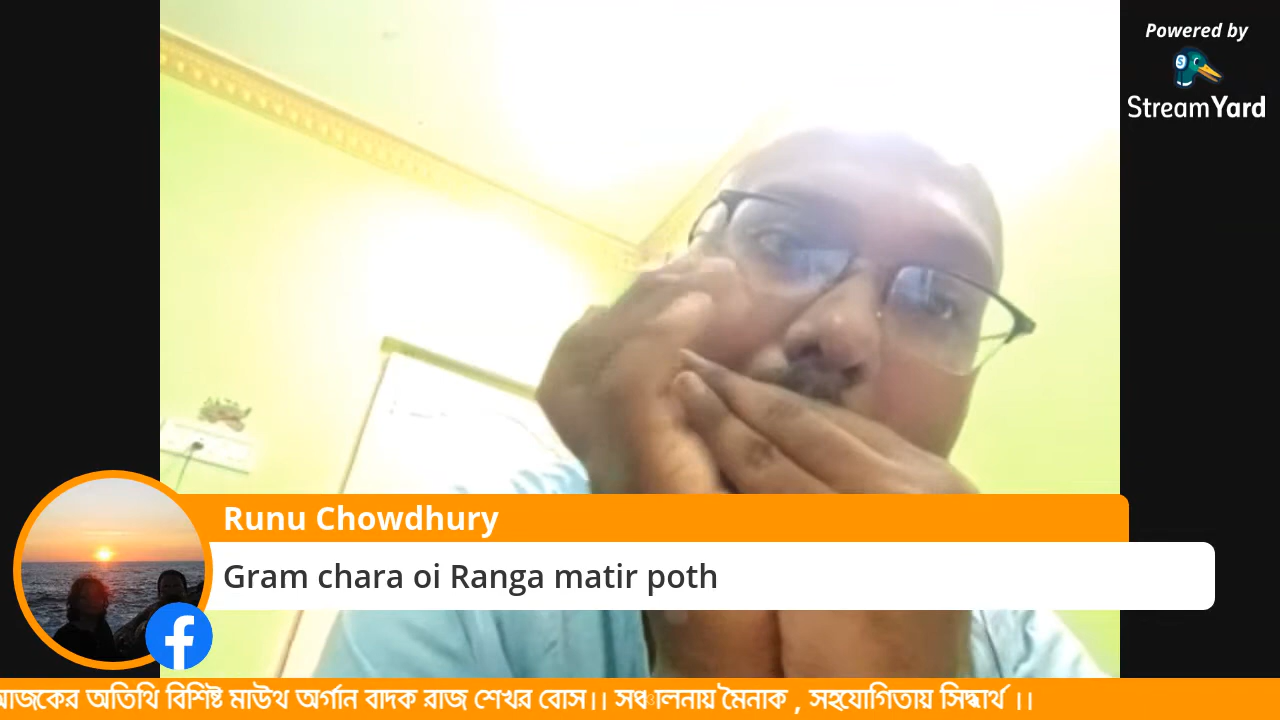 Powered by
StreamYard
Runu Chowdhury
Gram chara oi Ranga matir poth
আজকের অতিথি বিশিষ্ট মাউথ অর্গান বাদক রাজ শেখর বোস।। সঞ্চালনায় মৈনাক , সহযোগিতায় সিদ্ধার্থ ।।